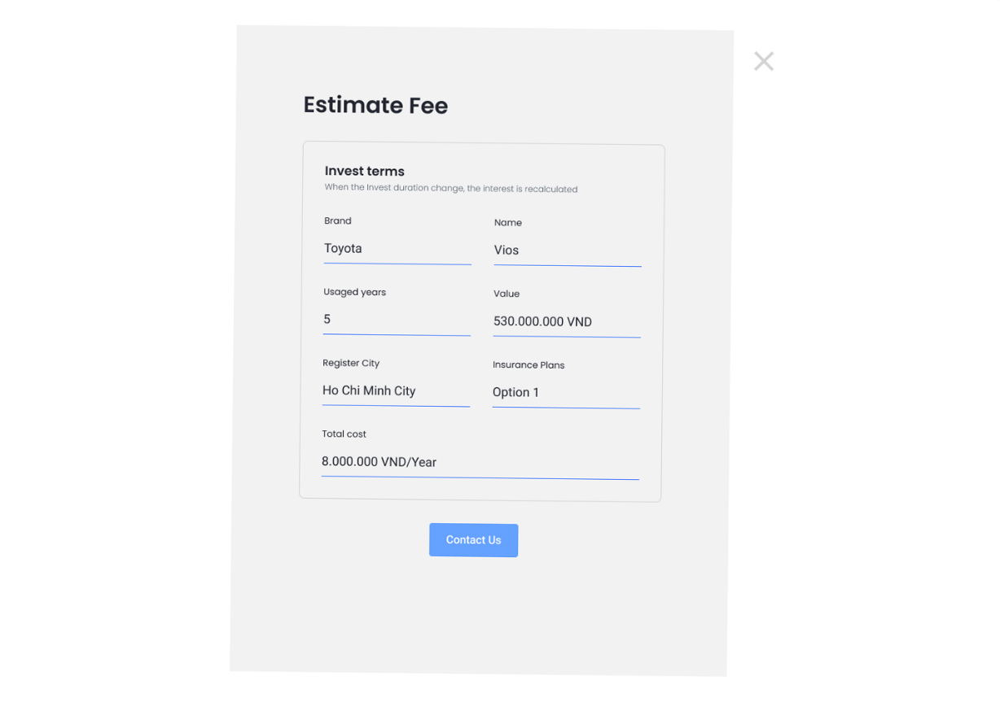 Estimate Fee
Invest terms
When the Invest duration change, the interest is recalculated
Brand
Name
Toyota
Vios
Usaged years
Value
5
530.000.000 VND
Register City
Insurance Plans
Ho Chi Minh City
Option 1
Total cost
8.000.000 VND/Year
Contact Us